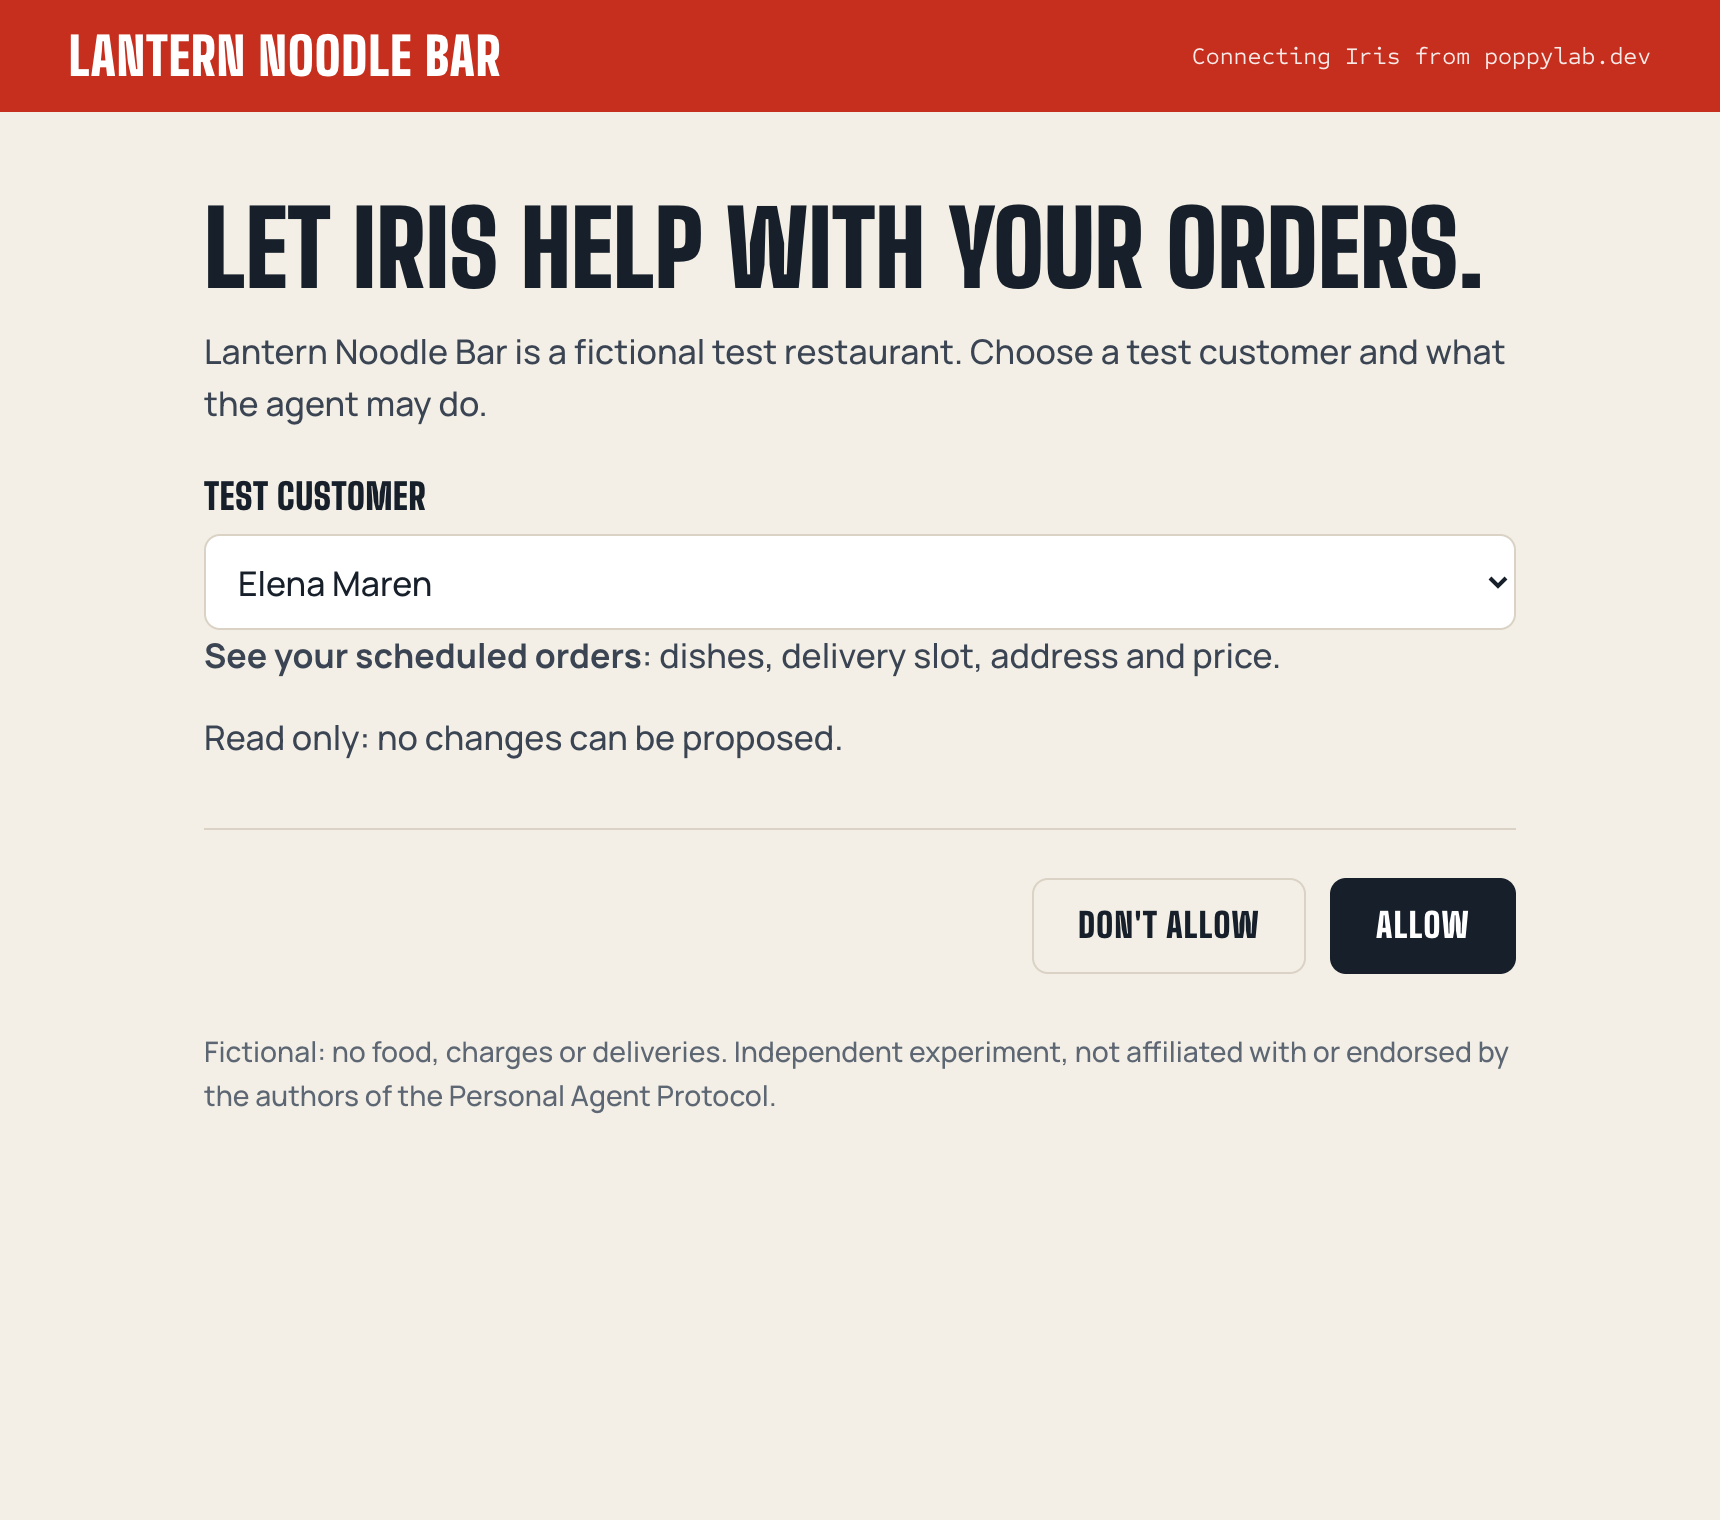 LANTERN NOODLE BAR
Connecting Iris from poppylab.dev
LET IRIS HELP WITH YOUR ORDERS.
Lantern Noodle Bar is a fictional test restaurant. Choose a test customer and what
the agent may do.
TEST CUSTOMER
Elena Maren
See your scheduled orders: dishes, delivery slot, address and price.
Read only: no changes can be proposed.
DON'T ALLOW
ALLOW
Fictional: no food, charges or deliveries. Independent experiment, not affiliated with or endorsed by
the authors of the Personal Agent Protocol.